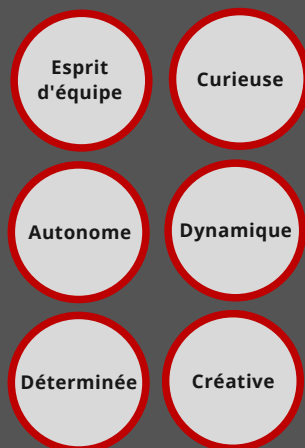 Esprit
d'équipe
Curieuse
Autonome
Dynamique
Déterminée
Créative